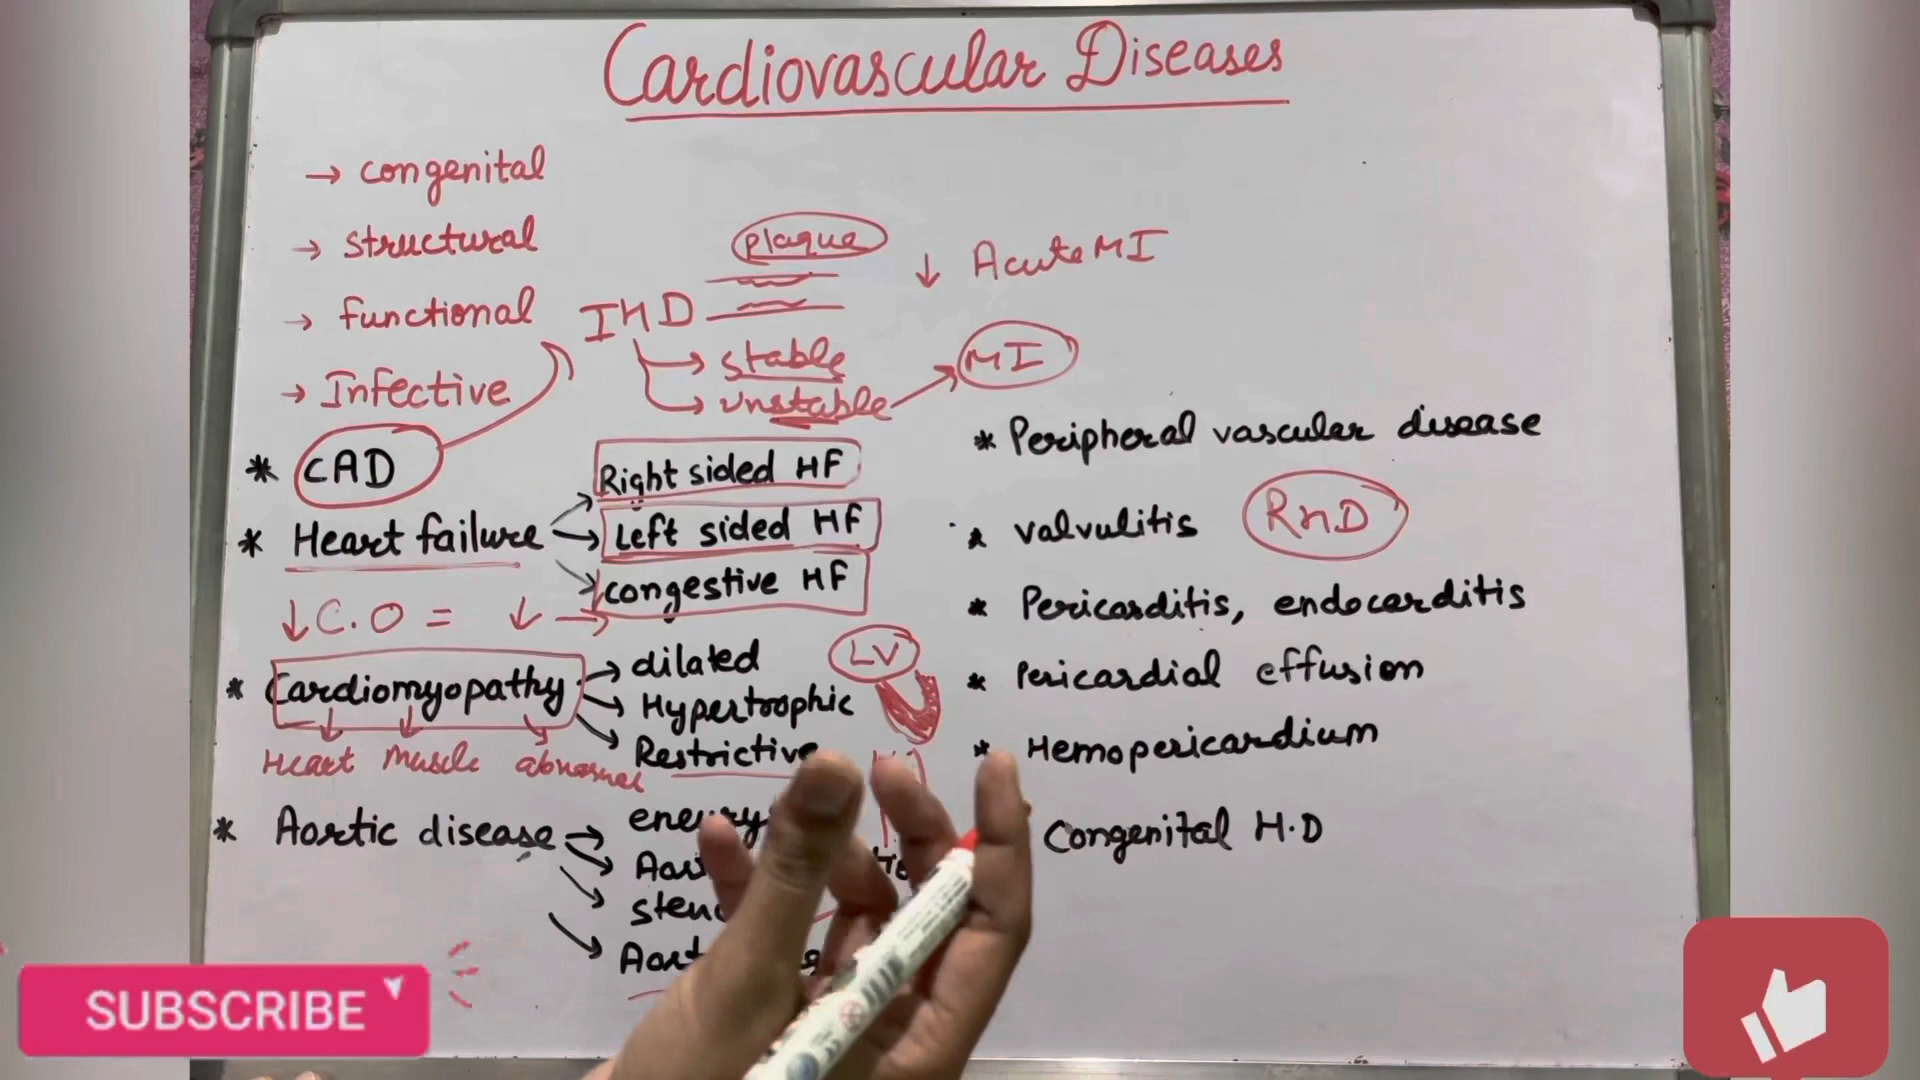 Cardiovascular Diseases
→ congenital
→ structural
→ functional
→ Infective
plaque
↓ Acute MI
IHD
→ stable
→ unstable → MI
* CAD
* Heart failure
Right sided HF
Left sided HF
congestive HF
↓ C.O = ↓ →
* Cardiomyopathy
→ dilated
→ Hypertrophic
→ Restrictive
LV
Heart Muscle abnormal
* Aortic disease
* Peripheral vascular disease
* valvulitis RHD
* Pericarditis, endocarditis
* Pericardial effusion
* Hemopericardium
Congenital H.D
SUBSCRIBE